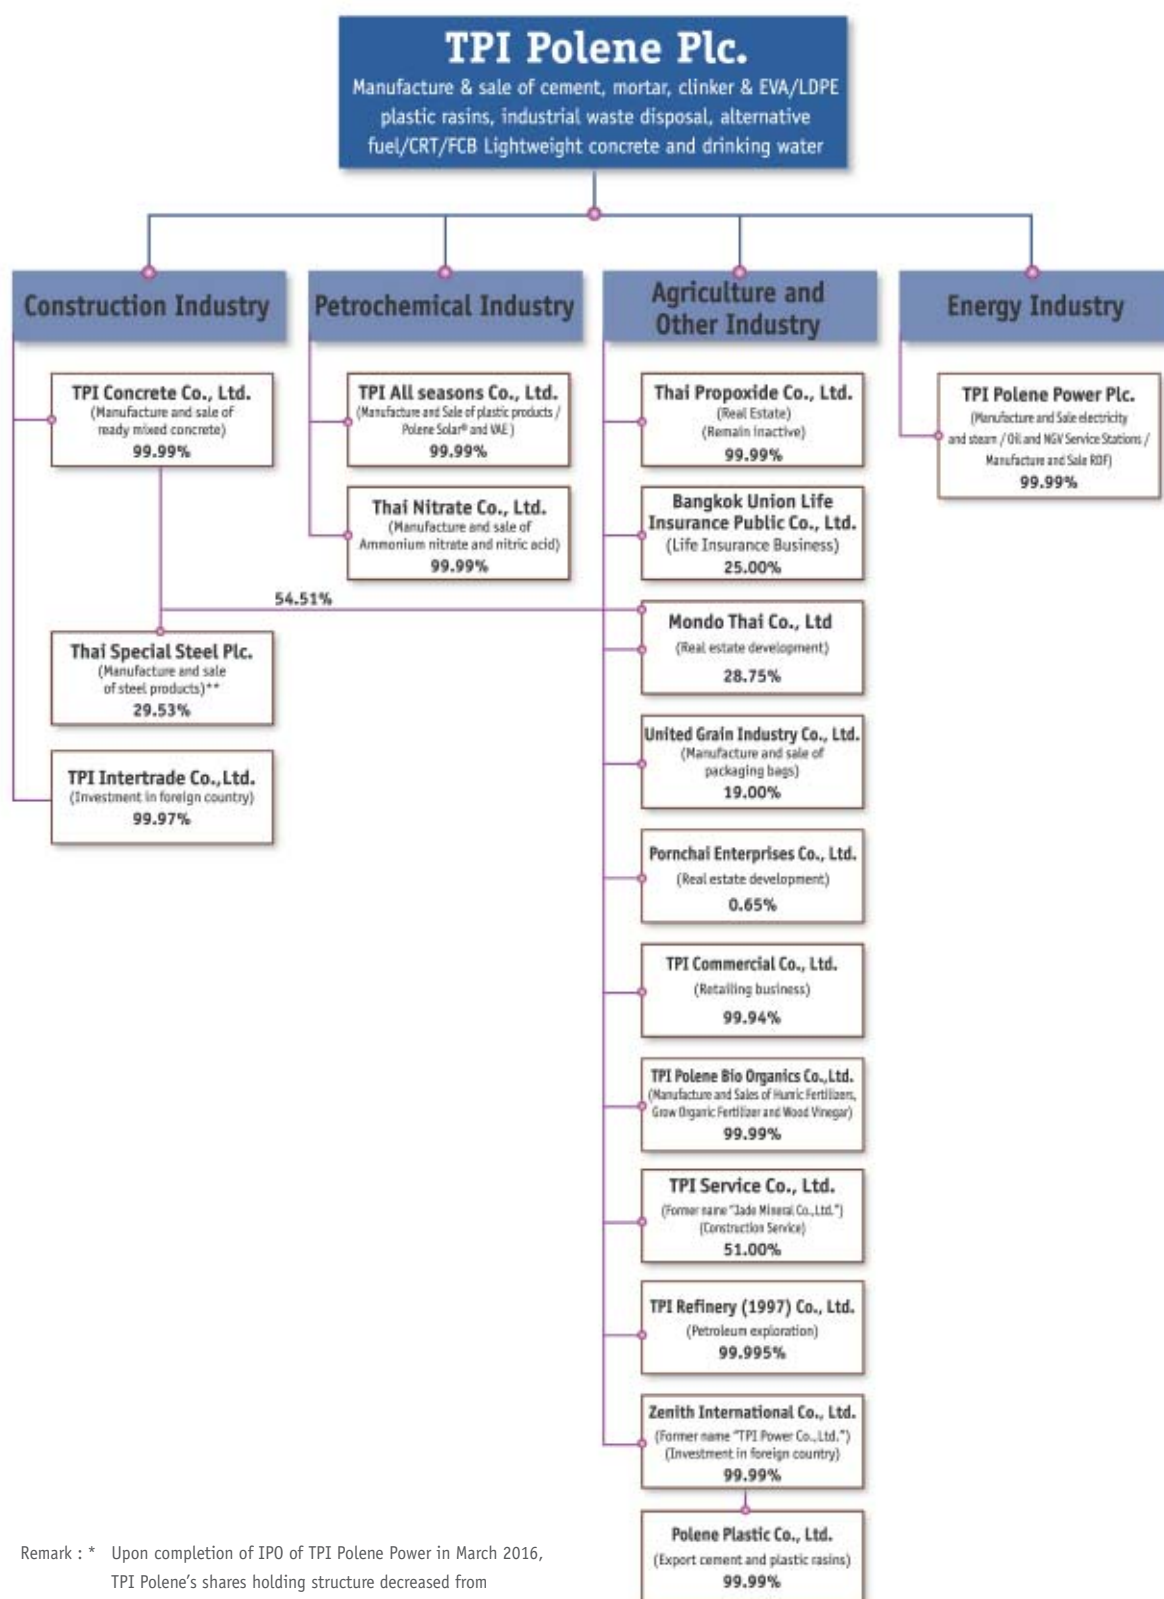 TPI Polene Plc.
Manufacture & sale of cement, mortar, clinker & EVA/LDPE
plastic rasins, industrial waste disposal, alternative
fuel/CRT/FCB Lightweight concrete and drinking water
Construction Industry
Petrochemical Industry
Agriculture and
Other Industry
Energy Industry
TPI Concrete Co., Ltd.
(Manufacture and sale of
ready mixed concrete)
99.99%
Thai Special Steel Plc.
(Manufacture and sale
of steel products)**
29.53%
TPI Intertrade Co.,Ltd.
(Investment in foreign country)
99.97%
TPI All seasons Co., Ltd.
(Manufacture and Sale of plastic products /
Polene Solar® and VAE )
99.99%
Thai Nitrate Co., Ltd.
(Manufacture and sale of
Ammonium nitrate and nitric acid)
99.99%
54.51%
Thai Propoxide Co., Ltd.
(Real Estate)
(Remain inactive)
99.99%
Bangkok Union Life
Insurance Public Co., Ltd.
(Life Insurance Business)
25.00%
Mondo Thai Co., Ltd
(Real estate development)
28.75%
United Grain Industry Co., Ltd.
(Manufacture and sale of
packaging bags)
19.00%
Pornchai Enterprises Co., Ltd.
(Real estate development)
0.65%
TPI Commercial Co., Ltd.
(Retailing business)
99.94%
TPI Polene Bio Organics Co.,Ltd.
(Manufacture and Sales of Humic Fertilizers,
Grow Organic Fertilizer and Wood Vinegar)
99.99%
TPI Service Co., Ltd.
(Former name "Jade Mineral Co.,Ltd.")
(Construction Service)
51.00%
TPI Refinery (1997) Co., Ltd.
(Petroleum exploration)
99.995%
Zenith International Co., Ltd.
(Former name "TPI Power Co.,Ltd.")
(Investment in foreign country)
99.99%
Polene Plastic Co., Ltd.
(Export cement and plastic rasins)
99.99%
TPI Polene Power Plc.
(Manufacture and Sale electricity
and steam / Oil and NGV Service Stations /
Manufacture and Sale RDF)
99.99%
Remark : * Upon completion of IPO of TPI Polene Power in March 2016,
TPI Polene's shares holding structure decreased from